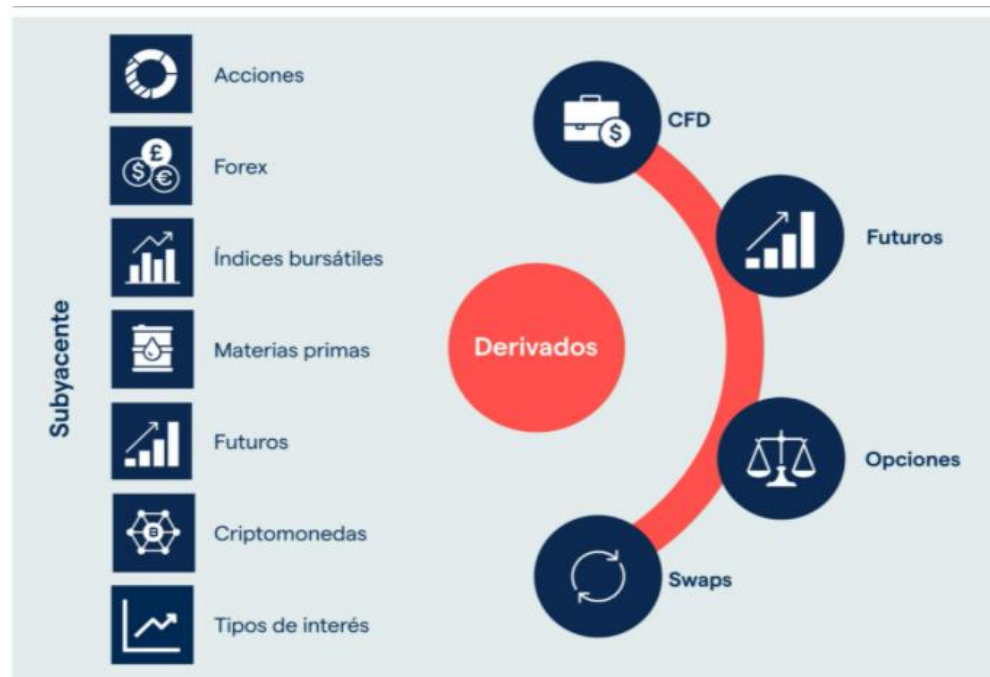 Subyacente
Acciones
Forex
Índices bursátiles
Materias primas
Futuros
Criptomonedas
Tipos de interés
Derivados
CFD
Futuros
Opciones
Swaps